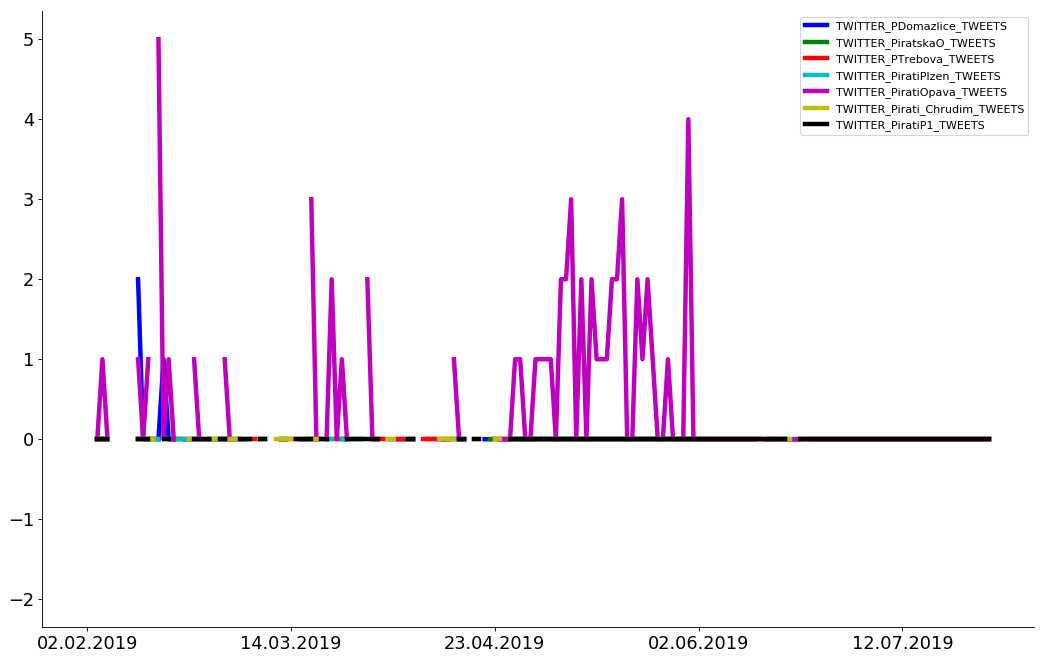 TWITTER_PDomazlice_TWEETS
TWITTER_PiratskaO_TWEETS
TWITTER_PTrebova_TWEETS
TWITTER_PiratiPlzen_TWEETS
TWITTER_PiratiOpava_TWEETS
TWITTER_Pirati_Chrudim_TWEETS
TWITTER_PiratiP1_TWEETS
5
4
3
2
1
0
−1
−2
02.02.2019 14.03.2019 23.04.2019 02.06.2019 12.07.2019